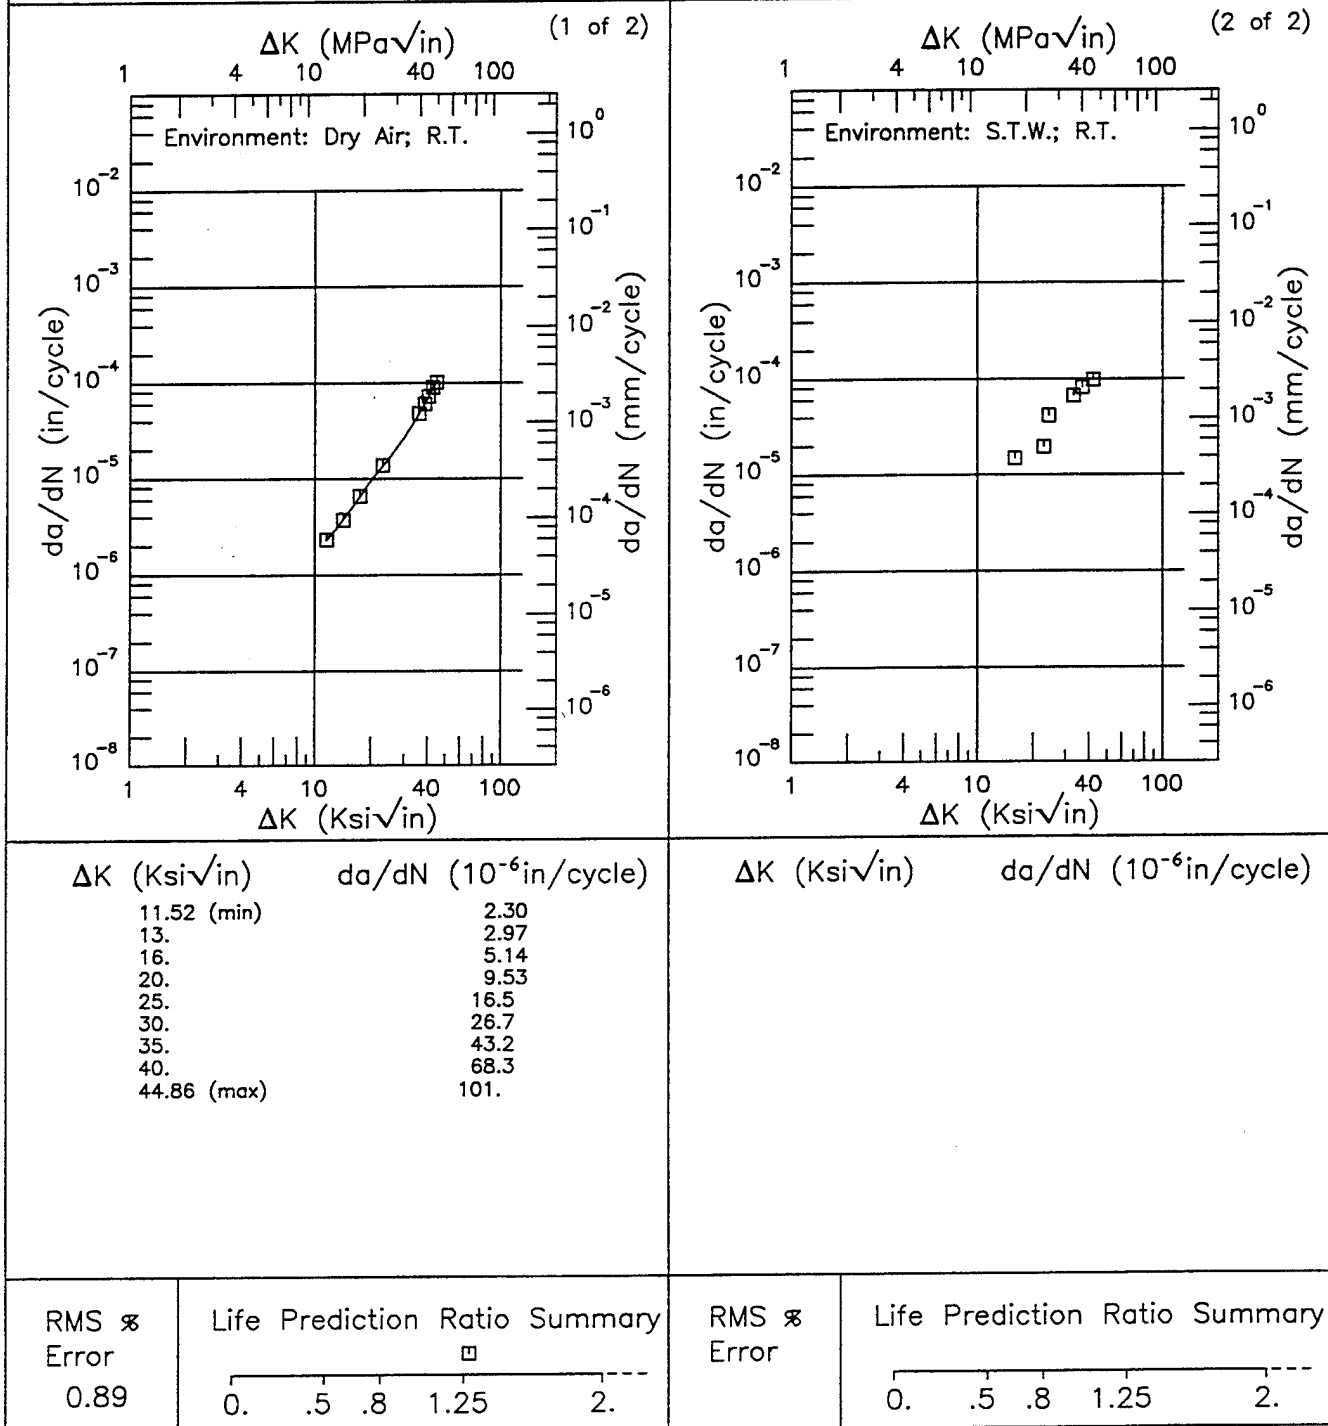 (1 of 2)
ΔK (MPa√in)
1 4 10 40 100
Environment: Dry Air; R.T.
10⁰
10⁻¹
10⁻²
10⁻³
10⁻⁴
10⁻⁵
10⁻⁶
da/dN (mm/cycle)
10⁻²
10⁻³
10⁻⁴
10⁻⁵
10⁻⁶
10⁻⁷
10⁻⁸
da/dN (in/cycle)
1 4 10 40 100
ΔK (Ksi√in)
ΔK (Ksi√in) da/dN (10⁻⁶in/cycle)
11.52 (min) 2.30
13. 2.97
16. 5.14
20. 9.53
25. 16.5
30. 26.7
35. 43.2
40. 68.3
44.86 (max) 101.
RMS %
Error
0.89
Life Prediction Ratio Summary
0. .5 .8 1.25 2.
(2 of 2)
ΔK (MPa√in)
1 4 10 40 100
Environment: S.T.W.; R.T.
10⁰
10⁻¹
10⁻²
10⁻³
10⁻⁴
10⁻⁵
10⁻⁶
da/dN (mm/cycle)
10⁻²
10⁻³
10⁻⁴
10⁻⁵
10⁻⁶
10⁻⁷
10⁻⁸
da/dN (in/cycle)
1 4 10 40 100
ΔK (Ksi√in)
ΔK (Ksi√in) da/dN (10⁻⁶in/cycle)
RMS %
Error
Life Prediction Ratio Summary
0. .5 .8 1.25 2.